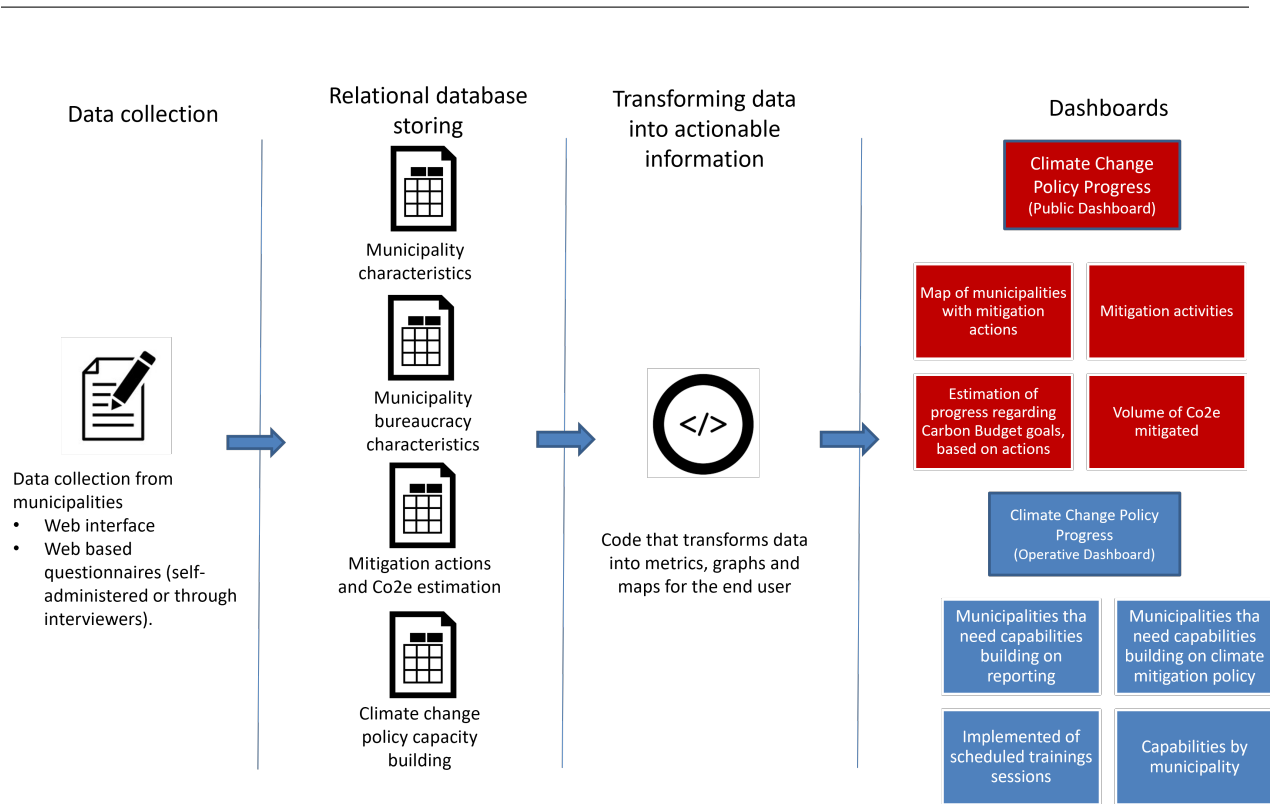 Data collection
Data collection from
municipalities
• Web interface
• Web based
questionnaires (self-
administered or through
interviewers).
Relational database
storing
Municipality
characteristics
Municipality
bureaucracy
characteristics
Mitigation actions
and Co2e estimation
Climate change
policy capacity
building
Transforming data
into actionable
information
</>
Code that transforms data
into metrics, graphs and
maps for the end user
Dashboards
Climate Change
Policy Progress
(Public Dashboard)
Map of municipalities
with mitigation
actions
Mitigation activities
Estimation of
progress regarding
Carbon Budget goals,
based on actions
Volume of Co2e
mitigated
Climate Change Policy
Progress
(Operative Dashboard)
Municipalities tha
need capabilities
building on
reporting
Municipalities tha
need capabilities
building on climate
mitigation policy
Implemented of
scheduled trainings
sessions
Capabilities by
municipality